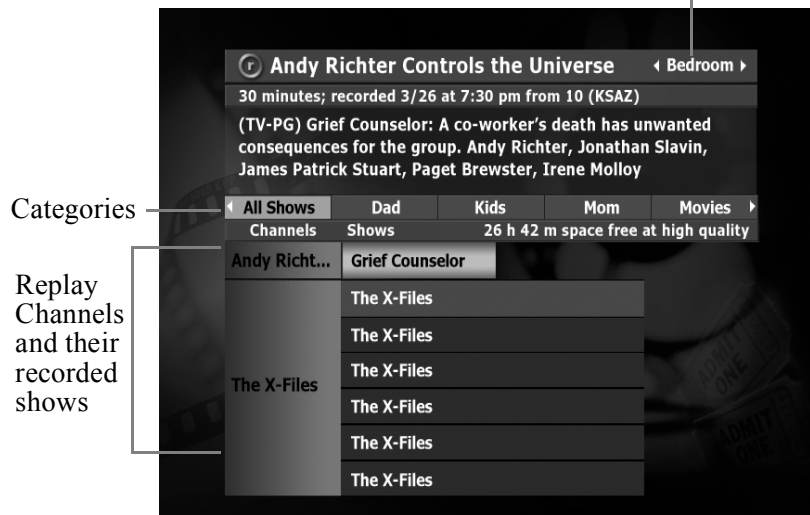 r Andy Richter Controls the Universe Bedroom
30 minutes; recorded 3/26 at 7:30 pm from 10 (KSAZ)
(TV-PG) Grief Counselor: A co-worker's death has unwanted
consequences for the group. Andy Richter, Jonathan Slavin,
James Patrick Stuart, Paget Brewster, Irene Molloy
Categories
All Shows Dad Kids Mom Movies
Channels Shows 26 h 42 m space free at high quality
Replay
Channels
and their
recorded
shows
Andy Richt... Grief Counselor
The X-Files
The X-Files
The X-Files
The X-Files
The X-Files
The X-Files
The X-Files
ADMIT
ONE
ADMIT
ONE